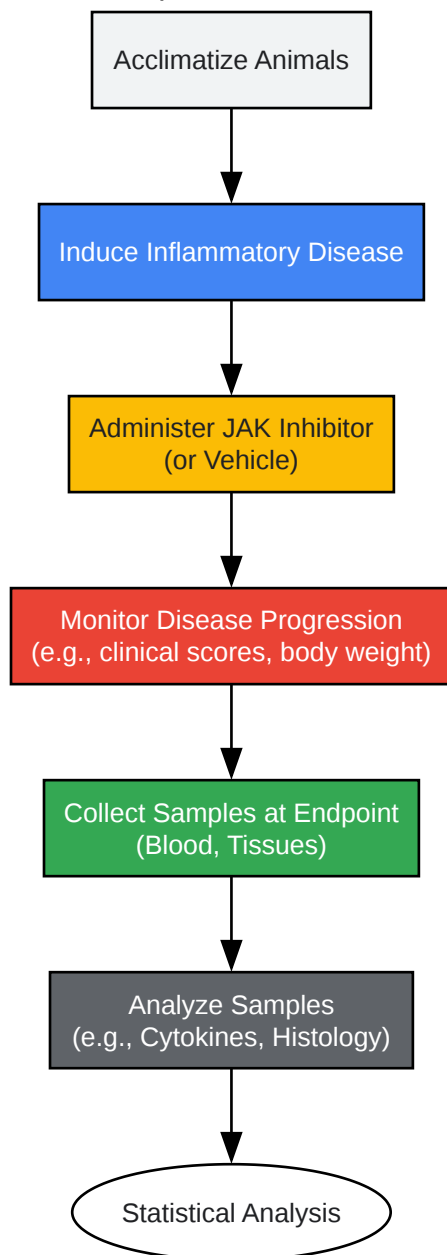 Acclimatize Animals
Induce Inflammatory Disease
Administer JAK Inhibitor
(or Vehicle)
Monitor Disease Progression
(e.g., clinical scores, body weight)
Collect Samples at Endpoint
(Blood, Tissues)
Analyze Samples
(e.g., Cytokines, Histology)
Statistical Analysis